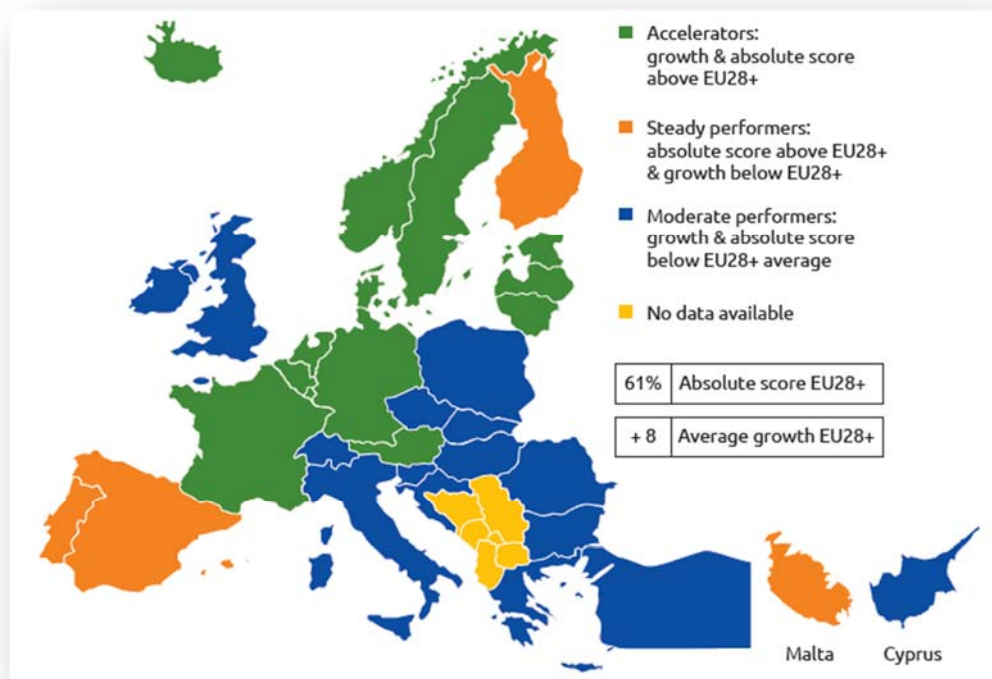 Accelerators:
growth & absolute score
above EU28+
Steady performers:
absolute score above EU28+
& growth below EU28+
Moderate performers:
growth & absolute score
below EU28+ average
No data available
61% Absolute score EU28+
+ 8 Average growth EU28+
Malta Cyprus